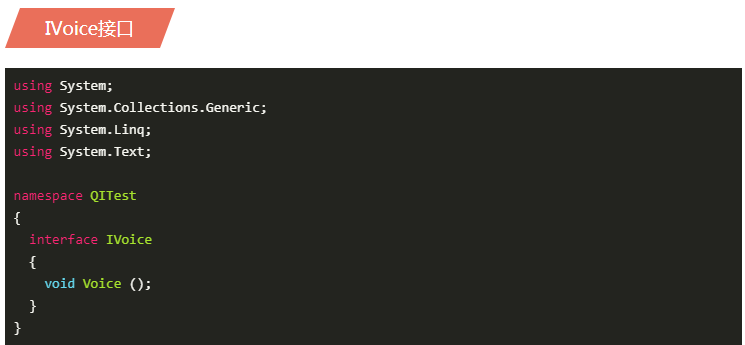 IVoice接口
using System;
using System.Collections.Generic;
using System.Linq;
using System.Text;
namespace QITest
{
interface IVoice
{
void Voice ();
}
}